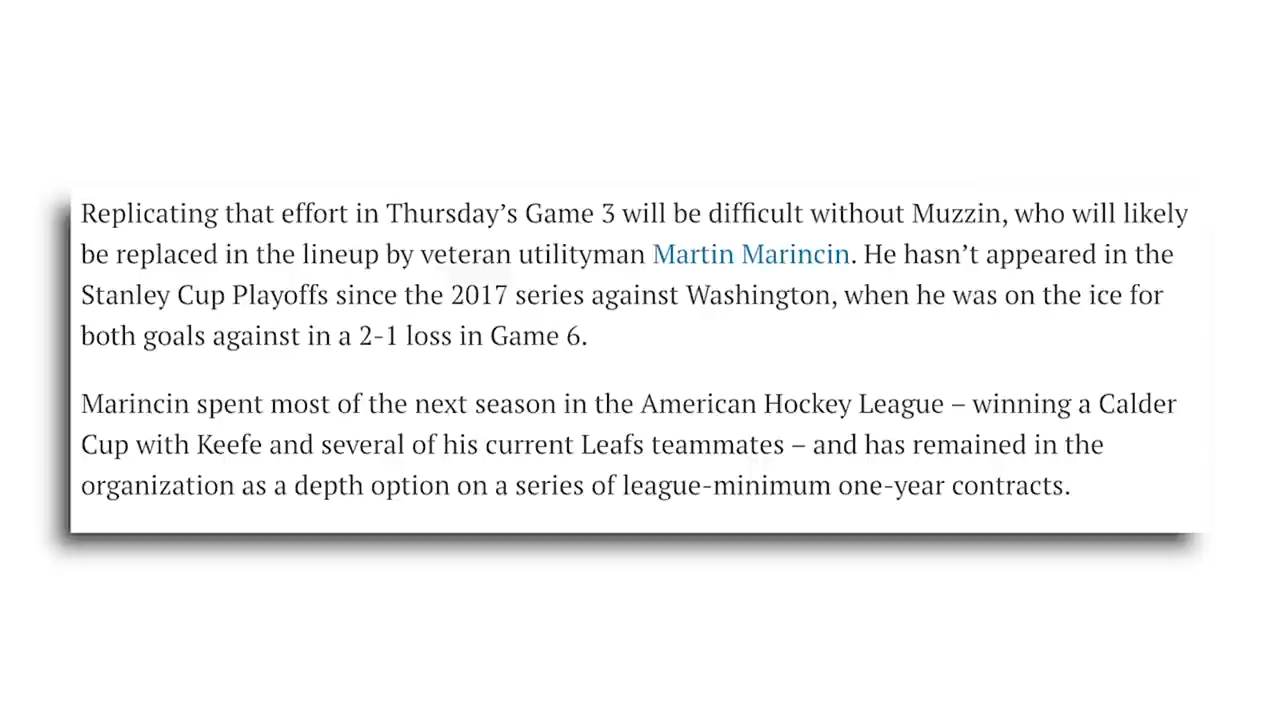 Replicating that effort in Thursday’s Game 3 will be difficult without Muzzin, who will likely
be replaced in the lineup by veteran utilityman Martin Marincin. He hasn’t appeared in the
Stanley Cup Playoffs since the 2017 series against Washington, when he was on the ice for
both goals against in a 2-1 loss in Game 6.
Marincin spent most of the next season in the American Hockey League – winning a Calder
Cup with Keefe and several of his current Leafs teammates – and has remained in the
organization as a depth option on a series of league-minimum one-year contracts.